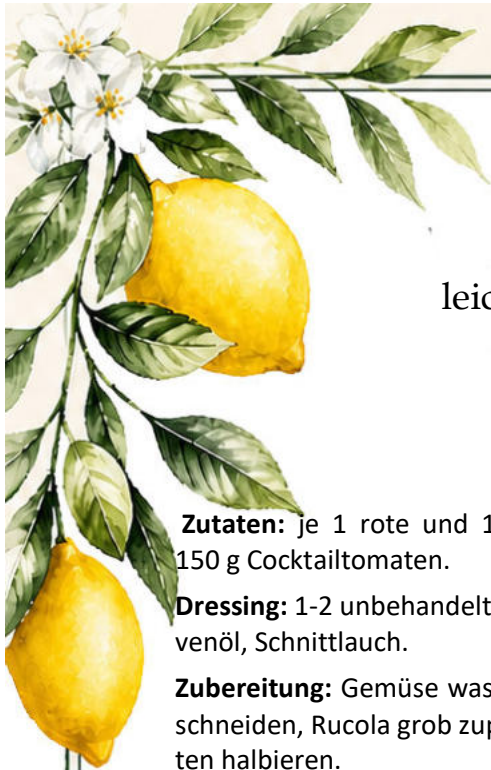 leic
Zutaten: je 1 rote und 1
150 g Cocktailtomaten.
Dressing: 1-2 unbehandelt
venöl, Schnittlauch.
Zubereitung: Gemüse was
schneiden, Rucola grob zup
ten halbieren.